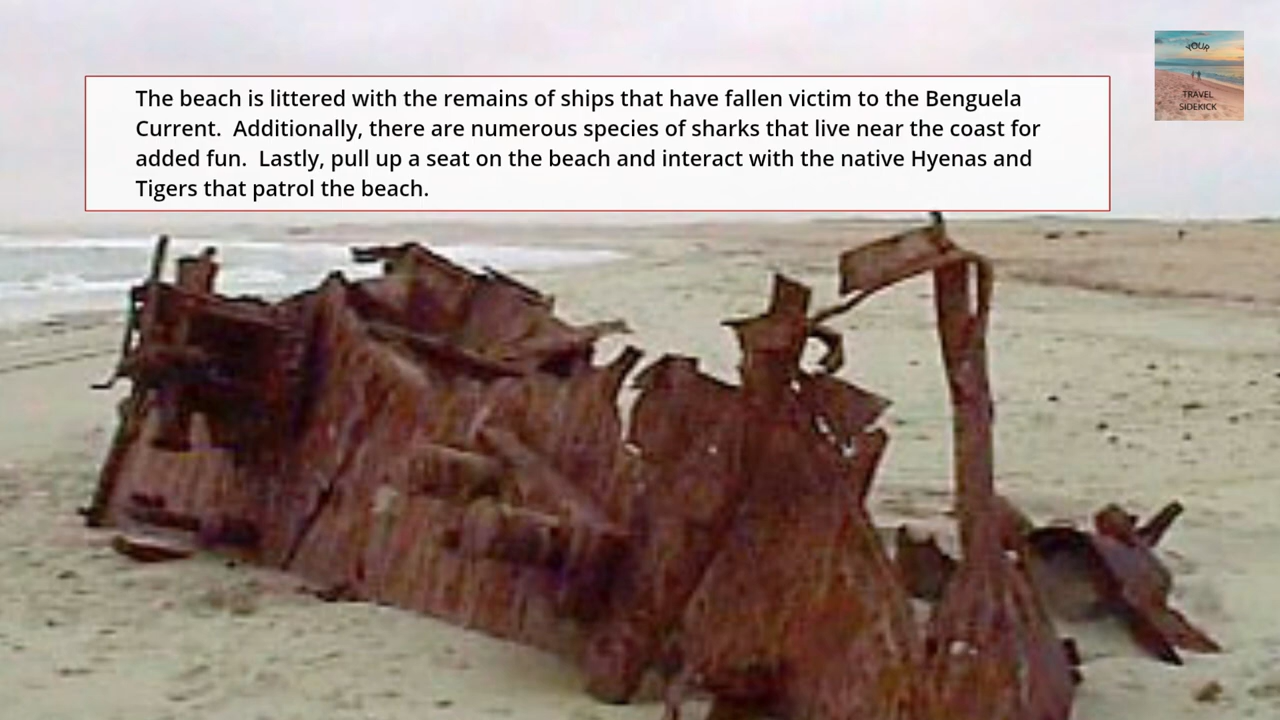 The beach is littered with the remains of ships that have fallen victim to the Benguela
Current.  Additionally, there are numerous species of sharks that live near the coast for
added fun.  Lastly, pull up a seat on the beach and interact with the native Hyenas and
Tigers that patrol the beach.
YOUR
TRAVEL
SIDEKICK